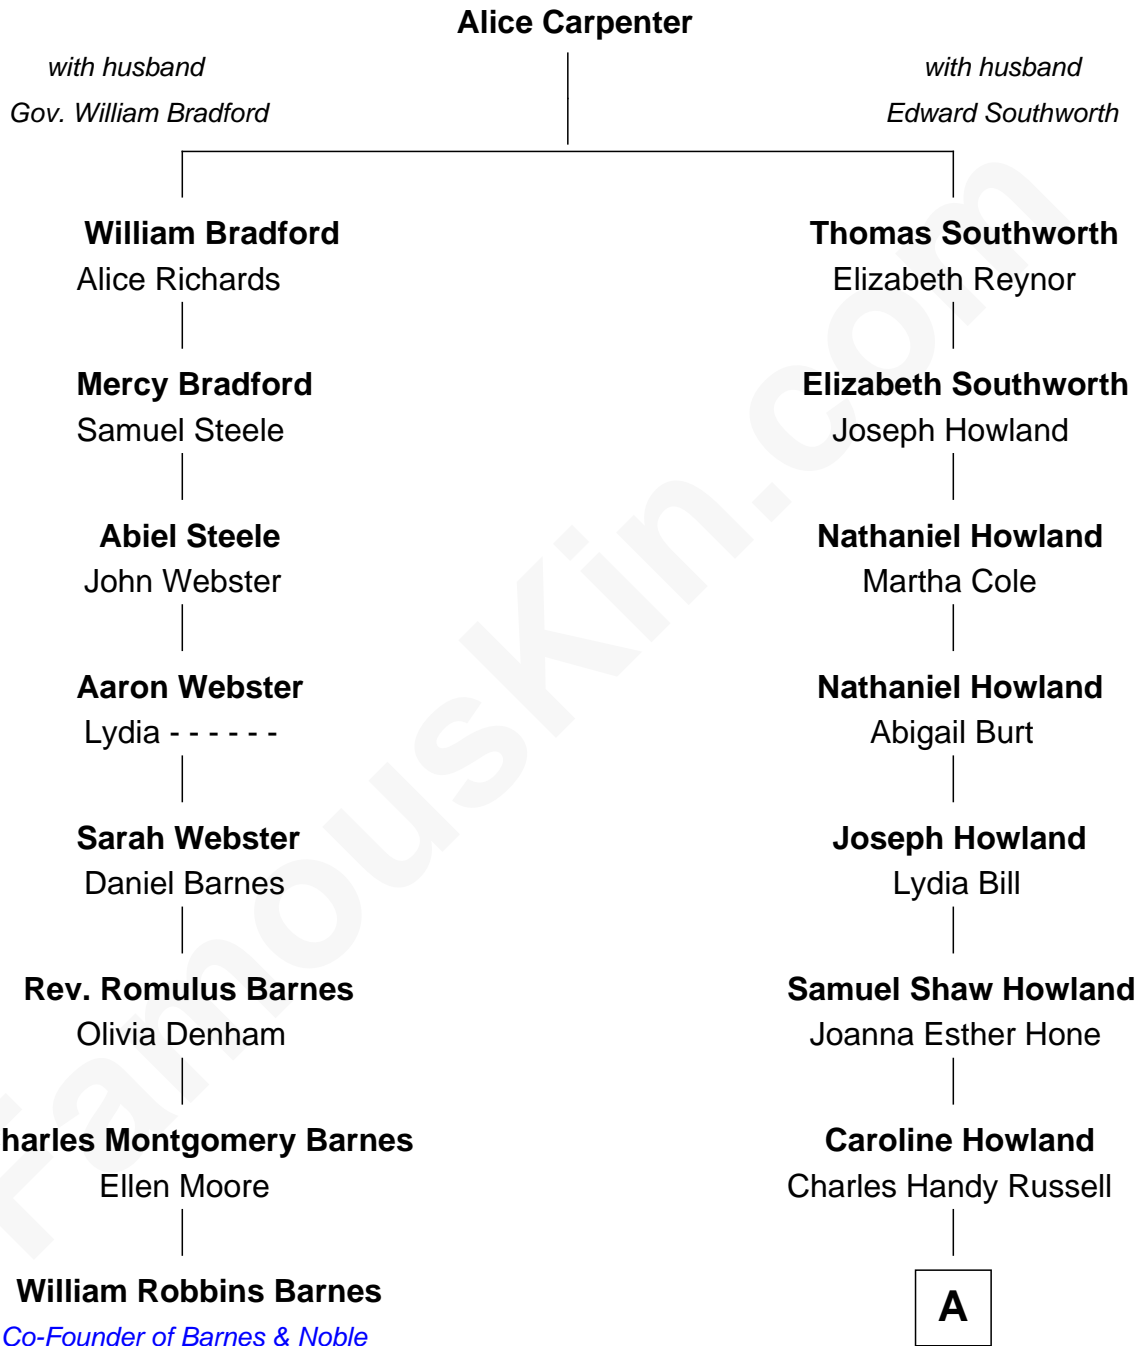 Alice Carpenter
with husband
Gov. William Bradford
with husband
Edward Southworth
William Bradford
Alice Richards
Thomas Southworth
Elizabeth Reynor
Mercy Bradford
Samuel Steele
Elizabeth Southworth
Joseph Howland
Abiel Steele
John Webster
Nathaniel Howland
Martha Cole
Aaron Webster
Lydia - - - - - -
Nathaniel Howland
Abigail Burt
Sarah Webster
Daniel Barnes
Joseph Howland
Lydia Bill
Rev. Romulus Barnes
Olivia Denham
Samuel Shaw Howland
Joanna Esther Hone
harles Montgomery Barnes
Ellen Moore
Caroline Howland
Charles Handy Russell
William Robbins Barnes
Co-Founder of Barnes & Noble
A
FamousKin.com